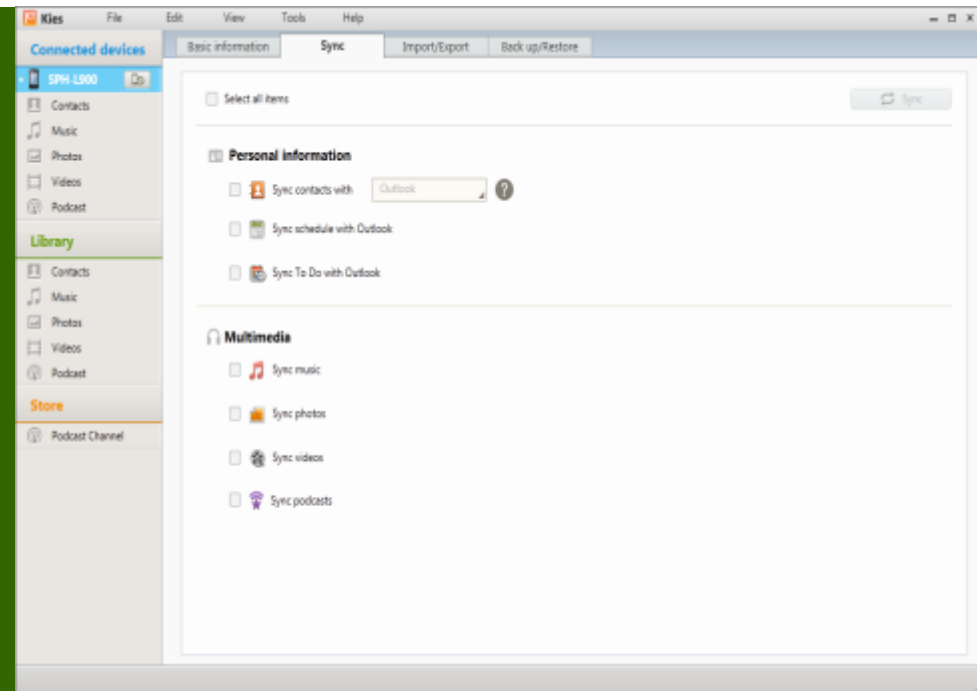 Kies File Edit View Tools Help
Connected devices
Basic information Sync Import/Export Back up/Restore
SPH-L900
Contacts
Music
Photos
Videos
Podcast
Library
Contacts
Music
Photos
Videos
Podcast
Store
Podcast Channel
Select all items Sync
Personal information
Sync contacts with Outlook ?
Sync schedule with Outlook
Sync To Do with Outlook
Multimedia
Sync music
Sync photos
Sync videos
Sync podcasts